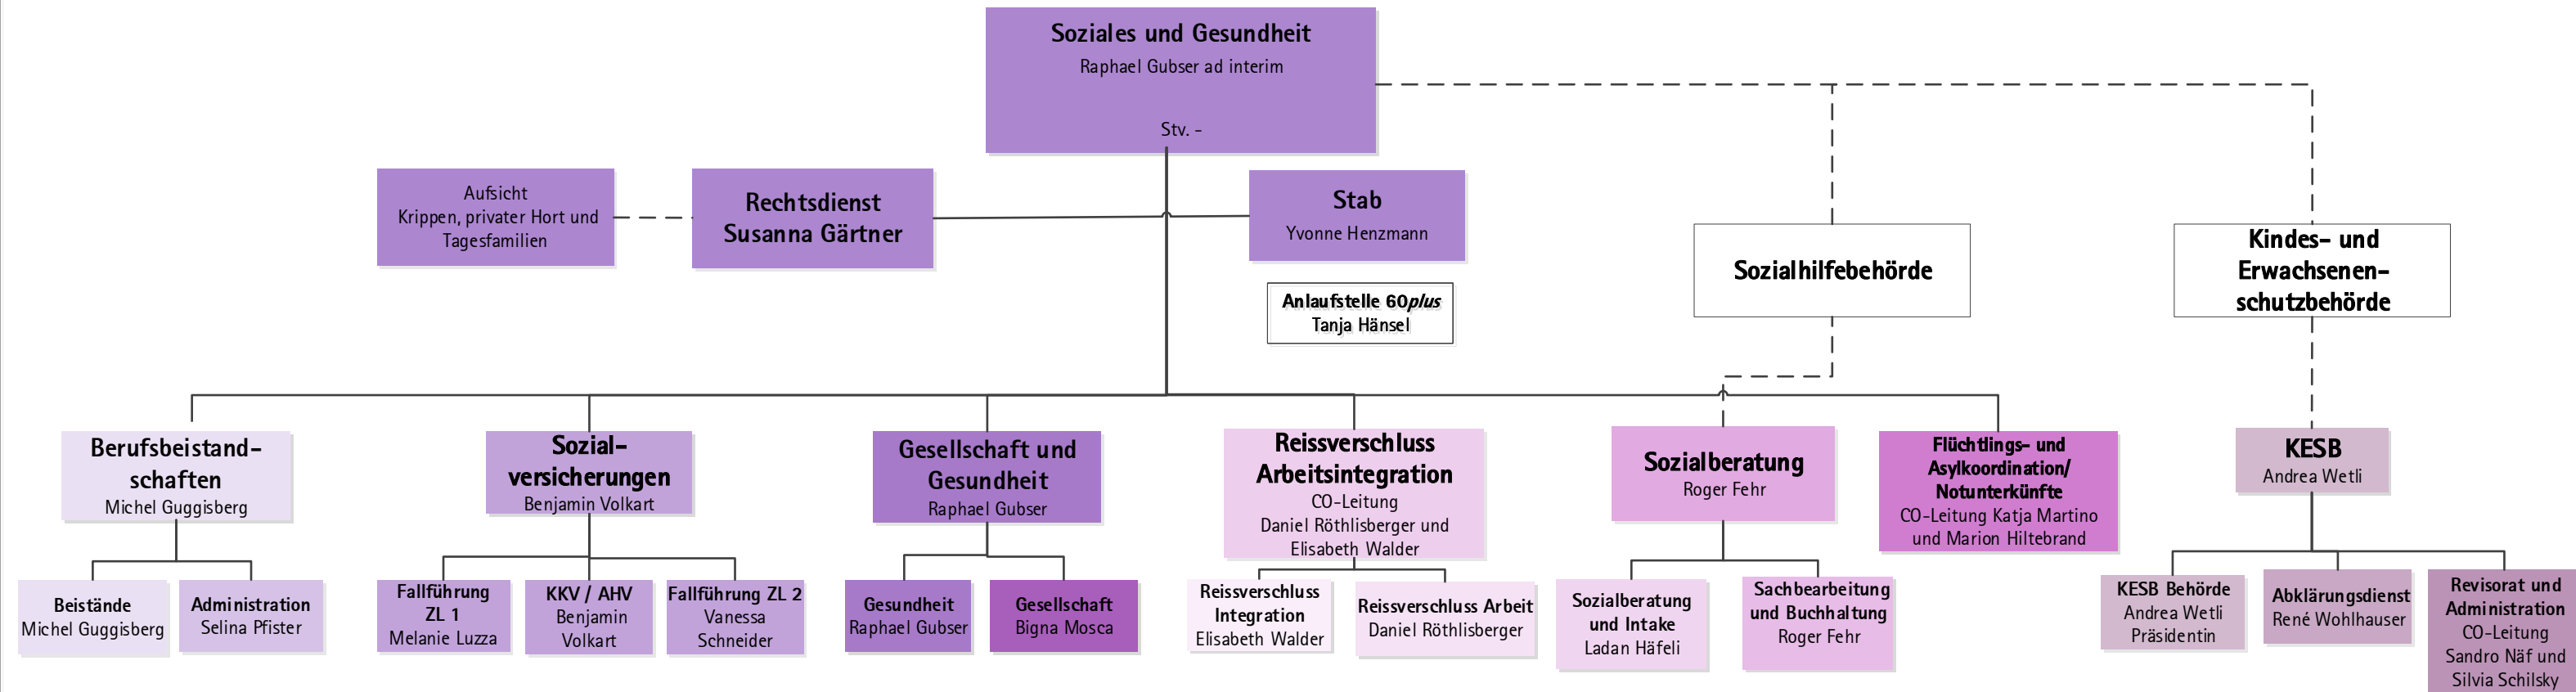 Soziales und Gesundheit
Raphael Gubser ad interim
Stv. -
Aufsicht
Krippen, privater Hort und
Tagesfamilien
Rechtsdienst
Susanna Gärtner
Stab
Yvonne Henzmann
Anlaufstelle 60plus
Tanja Hänsel
Sozialhilfebehörde
Kindes- und
Erwachsenen-
schutzbehörde
Berufsbeistand-
schaften
Michel Guggisberg
Sozial-
versicherungen
Benjamin Volkart
Gesellschaft und
Gesundheit
Raphael Gubser
Reissverschluss
Arbeitsintegration
CO-Leitung
Daniel Röthlisberger und
Elisabeth Walder
Sozialberatung
Roger Fehr
Flüchtlings- und
Asylkoordination/
Notunterkünfte
CO-Leitung Katja Martino
und Marion Hiltebrand
KESB
Andrea Wetli
Beistände
Michel Guggisberg
Administration
Selina Pfister
Fallführung
ZL 1
Melanie Luzza
KKV / AHV
Benjamin
Volkart
Fallführung ZL 2
Vanessa
Schneider
Gesundheit
Raphael Gubser
Gesellschaft
Bigna Mosca
Reissverschluss
Integration
Elisabeth Walder
Reissverschluss Arbeit
Daniel Röthlisberger
Sozialberatung
und Intake
Ladan Häfeli
Sachbearbeitung
und Buchhaltung
Roger Fehr
KESB Behörde
Andrea Wetli
Präsidentin
Abklärungsdienst
René Wohlhauser
Revisorat und
Administration
CO-Leitung
Sandro Näf und
Silvia Schilsky